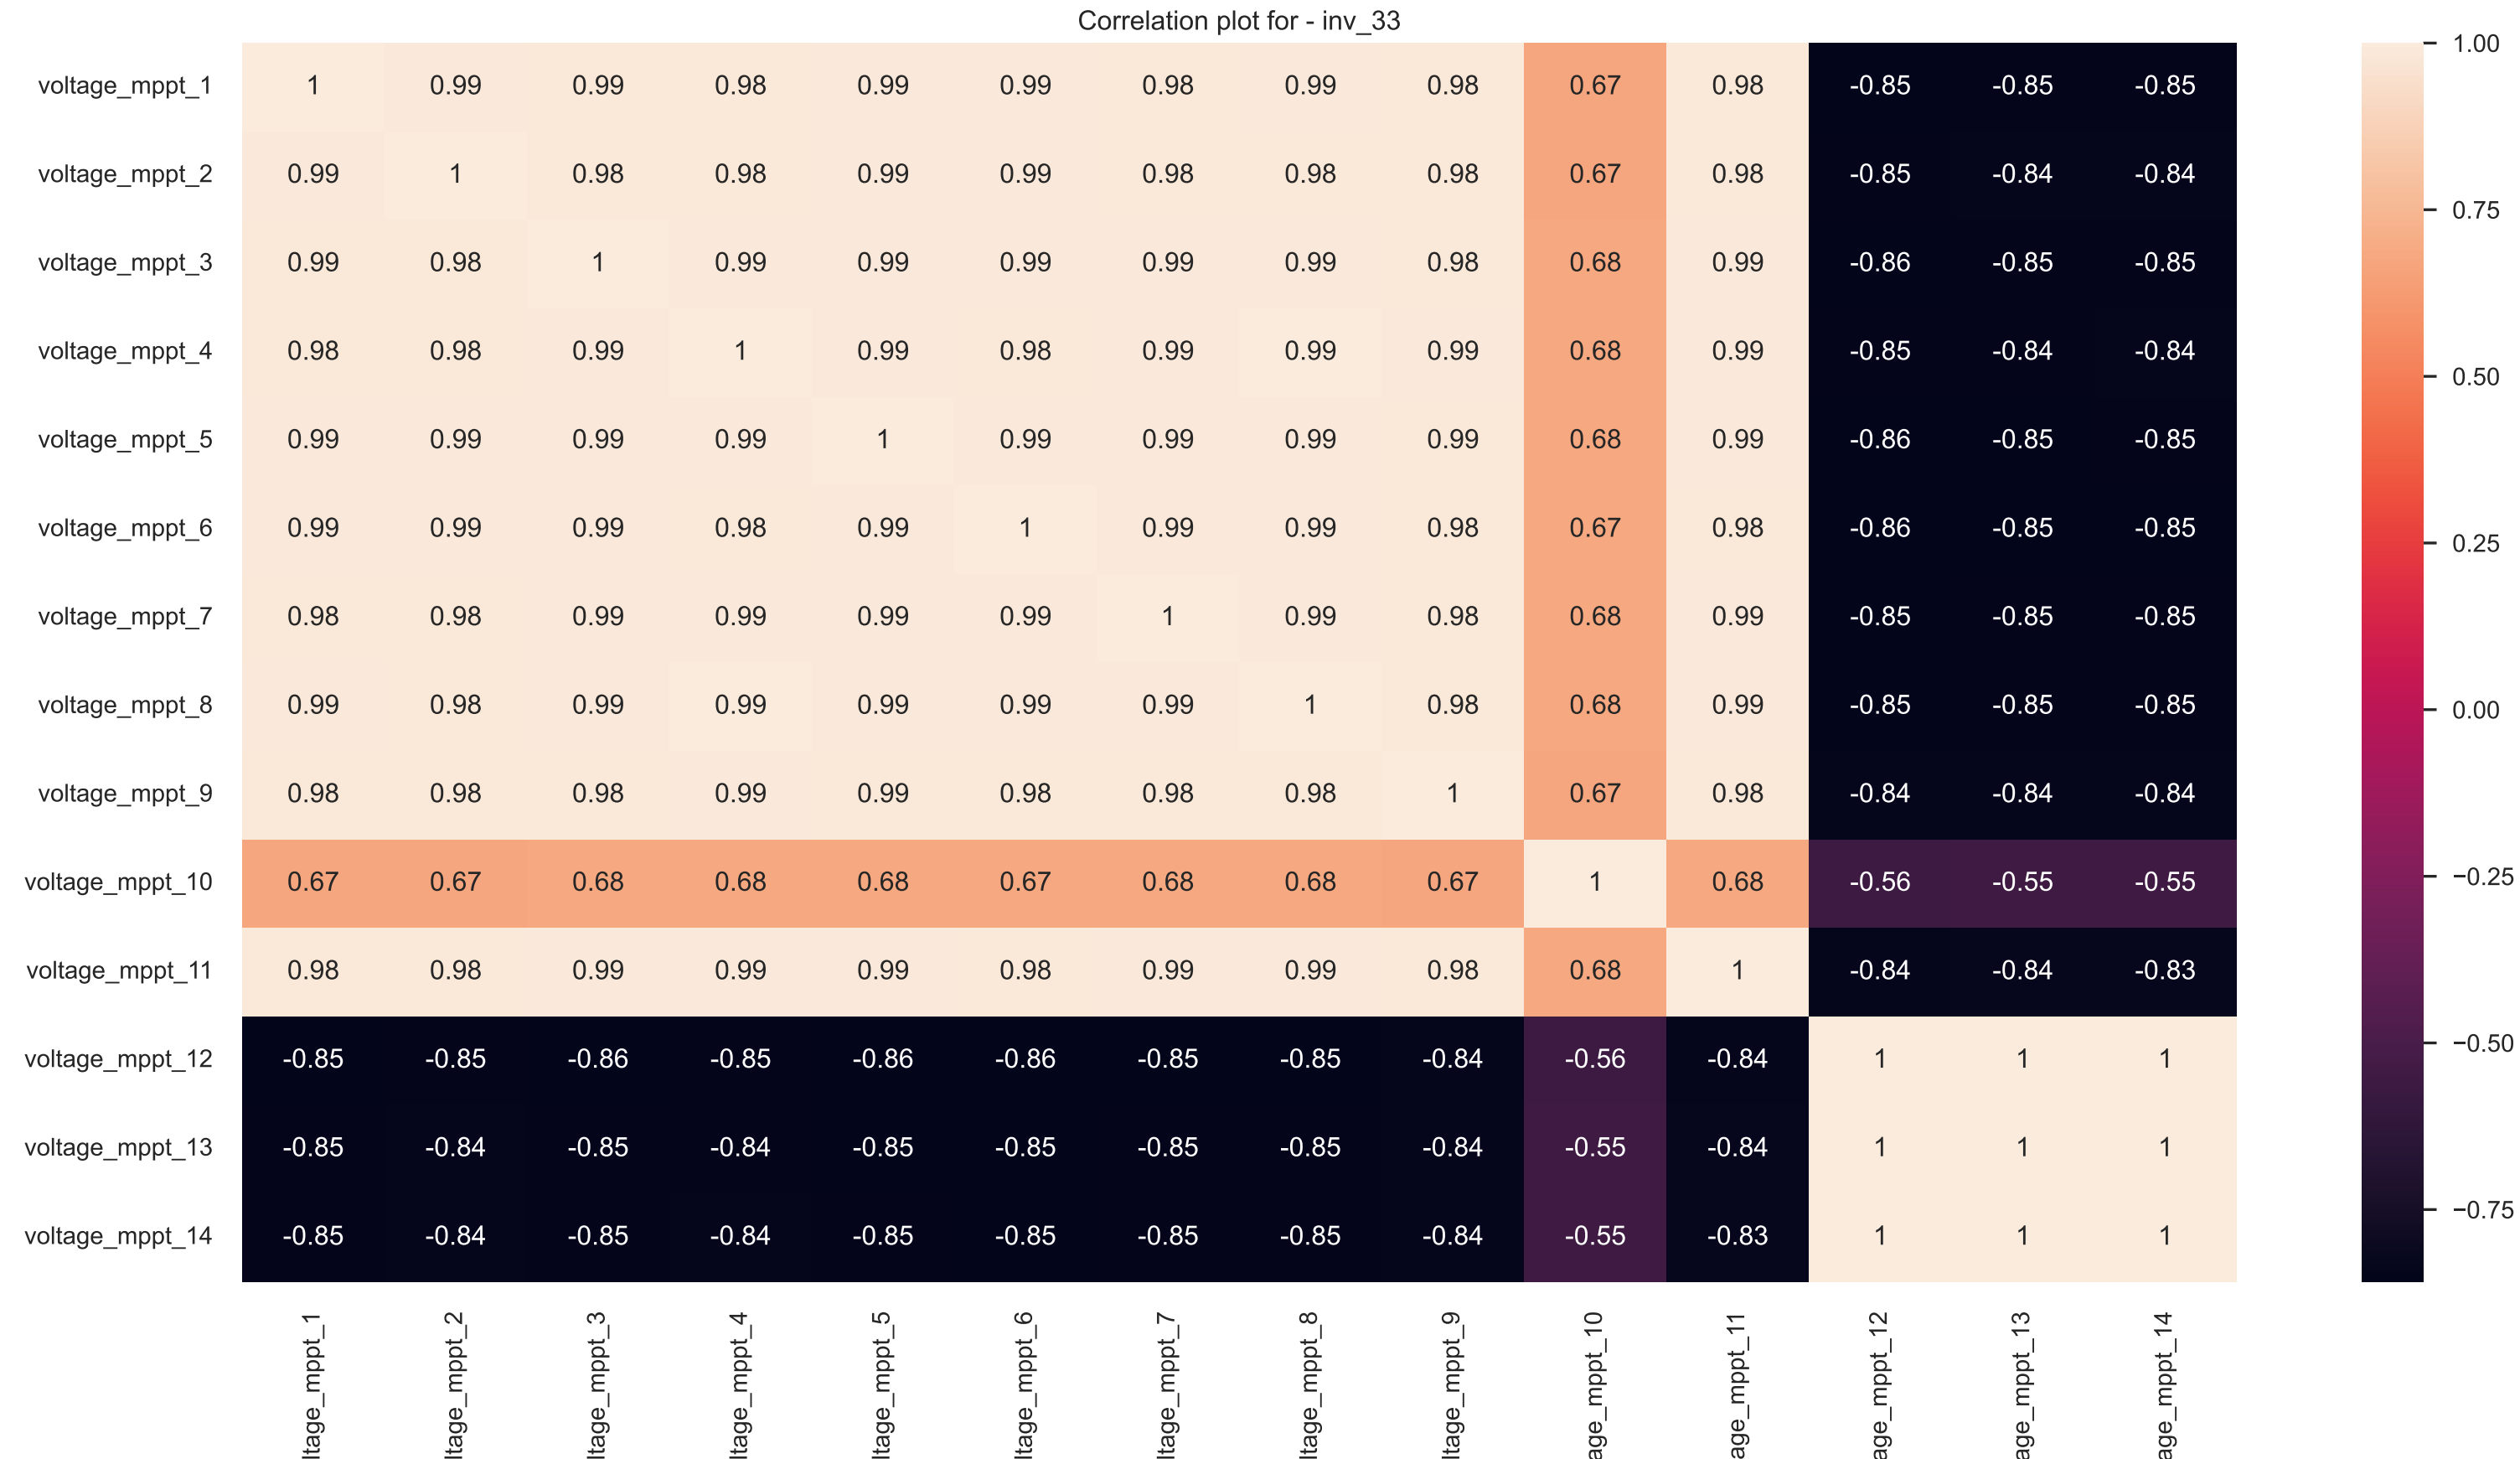 Correlation plot for - inv_33
voltage_mppt_1 1 0.99 0.99 0.98 0.99 0.99 0.98 0.99 0.98 0.67 0.98 -0.85 -0.85 -0.85
voltage_mppt_2 0.99 1 0.98 0.98 0.99 0.99 0.98 0.98 0.98 0.67 0.98 -0.85 -0.84 -0.84
voltage_mppt_3 0.99 0.98 1 0.99 0.99 0.99 0.99 0.99 0.98 0.68 0.99 -0.86 -0.85 -0.85
voltage_mppt_4 0.98 0.98 0.99 1 0.99 0.98 0.99 0.99 0.99 0.68 0.99 -0.85 -0.84 -0.84
voltage_mppt_5 0.99 0.99 0.99 0.99 1 0.99 0.99 0.99 0.99 0.68 0.99 -0.86 -0.85 -0.85
voltage_mppt_6 0.99 0.99 0.99 0.98 0.99 1 0.99 0.99 0.98 0.67 0.98 -0.86 -0.85 -0.85
voltage_mppt_7 0.98 0.98 0.99 0.99 0.99 0.99 1 0.99 0.98 0.68 0.99 -0.85 -0.85 -0.85
voltage_mppt_8 0.99 0.98 0.99 0.99 0.99 0.99 0.99 1 0.98 0.68 0.99 -0.85 -0.85 -0.85
voltage_mppt_9 0.98 0.98 0.98 0.99 0.99 0.98 0.98 0.98 1 0.67 0.98 -0.84 -0.84 -0.84
voltage_mppt_10 0.67 0.67 0.68 0.68 0.68 0.67 0.68 0.68 0.67 1 0.68 -0.56 -0.55 -0.55
voltage_mppt_11 0.98 0.98 0.99 0.99 0.99 0.98 0.99 0.99 0.98 0.68 1 -0.84 -0.84 -0.83
voltage_mppt_12 -0.85 -0.85 -0.86 -0.85 -0.86 -0.86 -0.85 -0.85 -0.84 -0.56 -0.84 1 1 1
voltage_mppt_13 -0.85 -0.84 -0.85 -0.84 -0.85 -0.85 -0.85 -0.85 -0.84 -0.55 -0.84 1 1 1
voltage_mppt_14 -0.85 -0.84 -0.85 -0.84 -0.85 -0.85 -0.85 -0.85 -0.84 -0.55 -0.83 1 1 1
ltage_mppt_1
ltage_mppt_2
ltage_mppt_3
ltage_mppt_4
ltage_mppt_5
ltage_mppt_6
ltage_mppt_7
ltage_mppt_8
ltage_mppt_9
age_mppt_10
age_mppt_11
age_mppt_12
age_mppt_13
age_mppt_14
1.00
0.75
0.50
0.25
0.00
−0.25
−0.50
−0.75